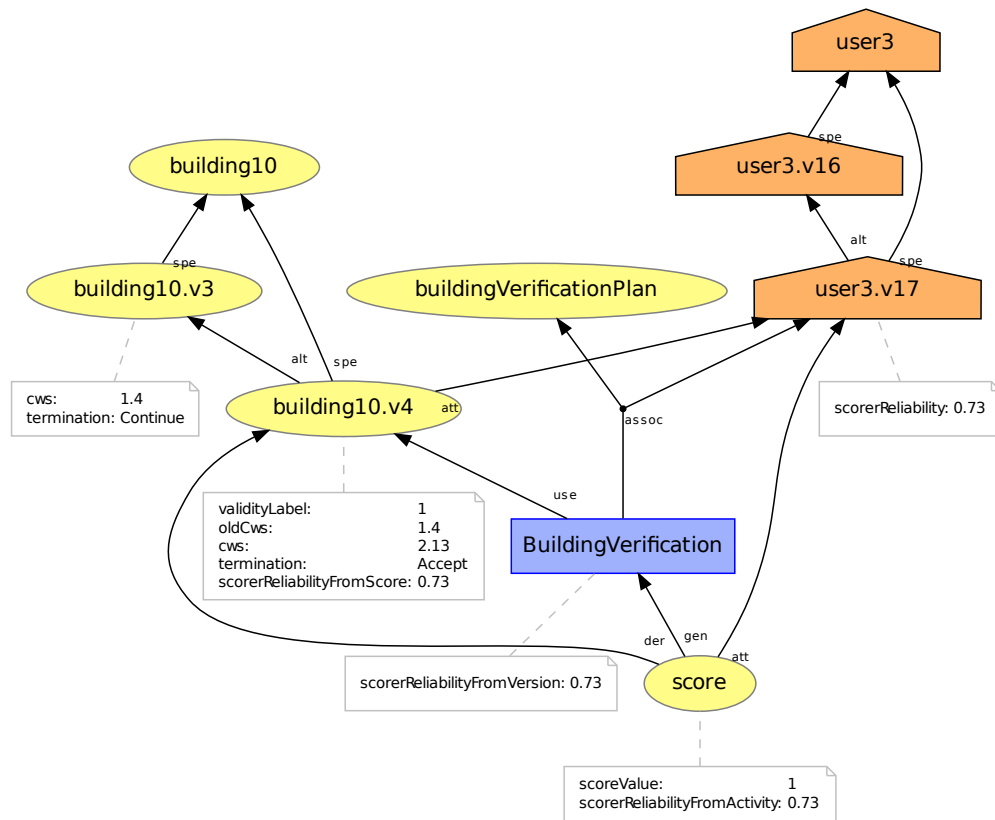 user3
user3.v16
spe
building10
alt
spe
spe
building10.v3
buildingVerificationPlan
user3.v17
alt
spe
cws: 1.4
termination: Continue
building10.v4
att
assoc
scorerReliability: 0.73
use
validityLabel: 1
oldCws: 1.4
cws: 2.13
termination: Accept
scorerReliabilityFromScore: 0.73
BuildingVerification
der
gen
att
scorerReliabilityFromVersion: 0.73
score
scoreValue: 1
scorerReliabilityFromActivity: 0.73